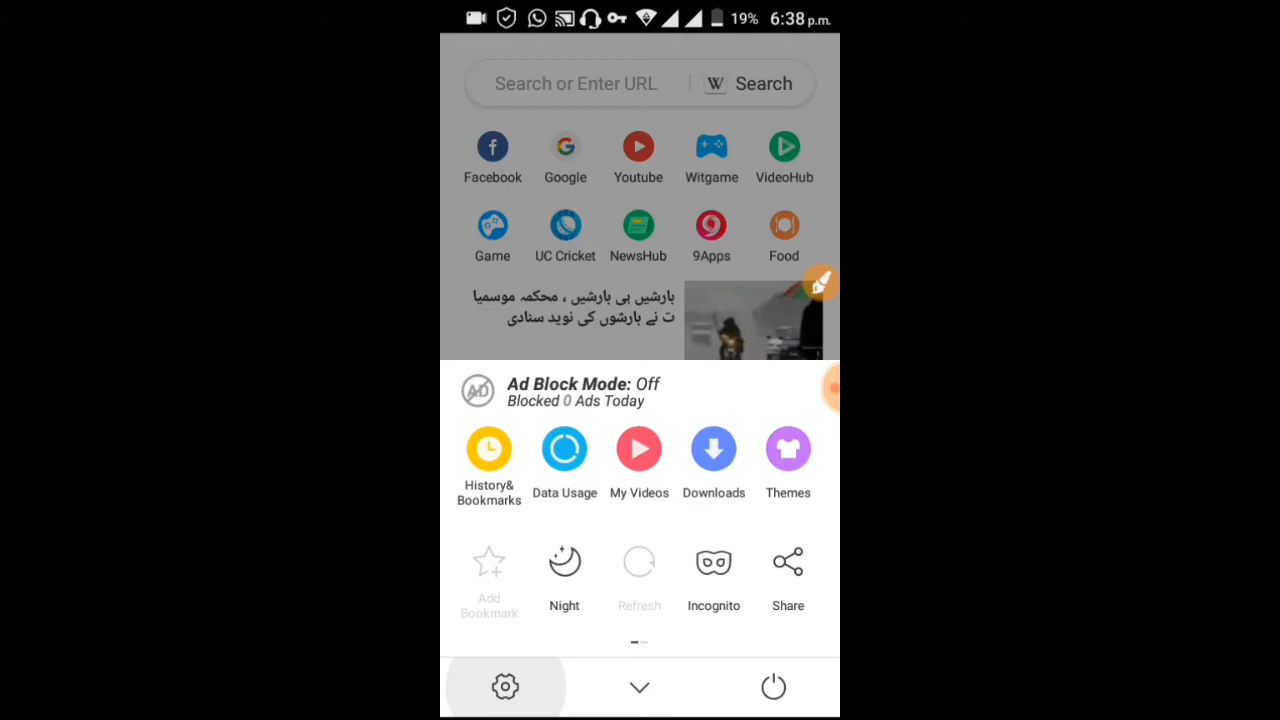 19% 6:38 p.m.
Search or Enter URL W Search
Facebook Google Youtube Witgame VideoHub
Game UC Cricket NewsHub 9Apps Food
بارشیں ہی بارشیں ، محکمہ موسمیا
ت نے بارشوں کی نوید سنادی
AD Ad Block Mode: Off
Blocked 0 Ads Today
History&
Bookmarks Data Usage My Videos Downloads Themes
Add
Bookmark Night Refresh Incognito Share